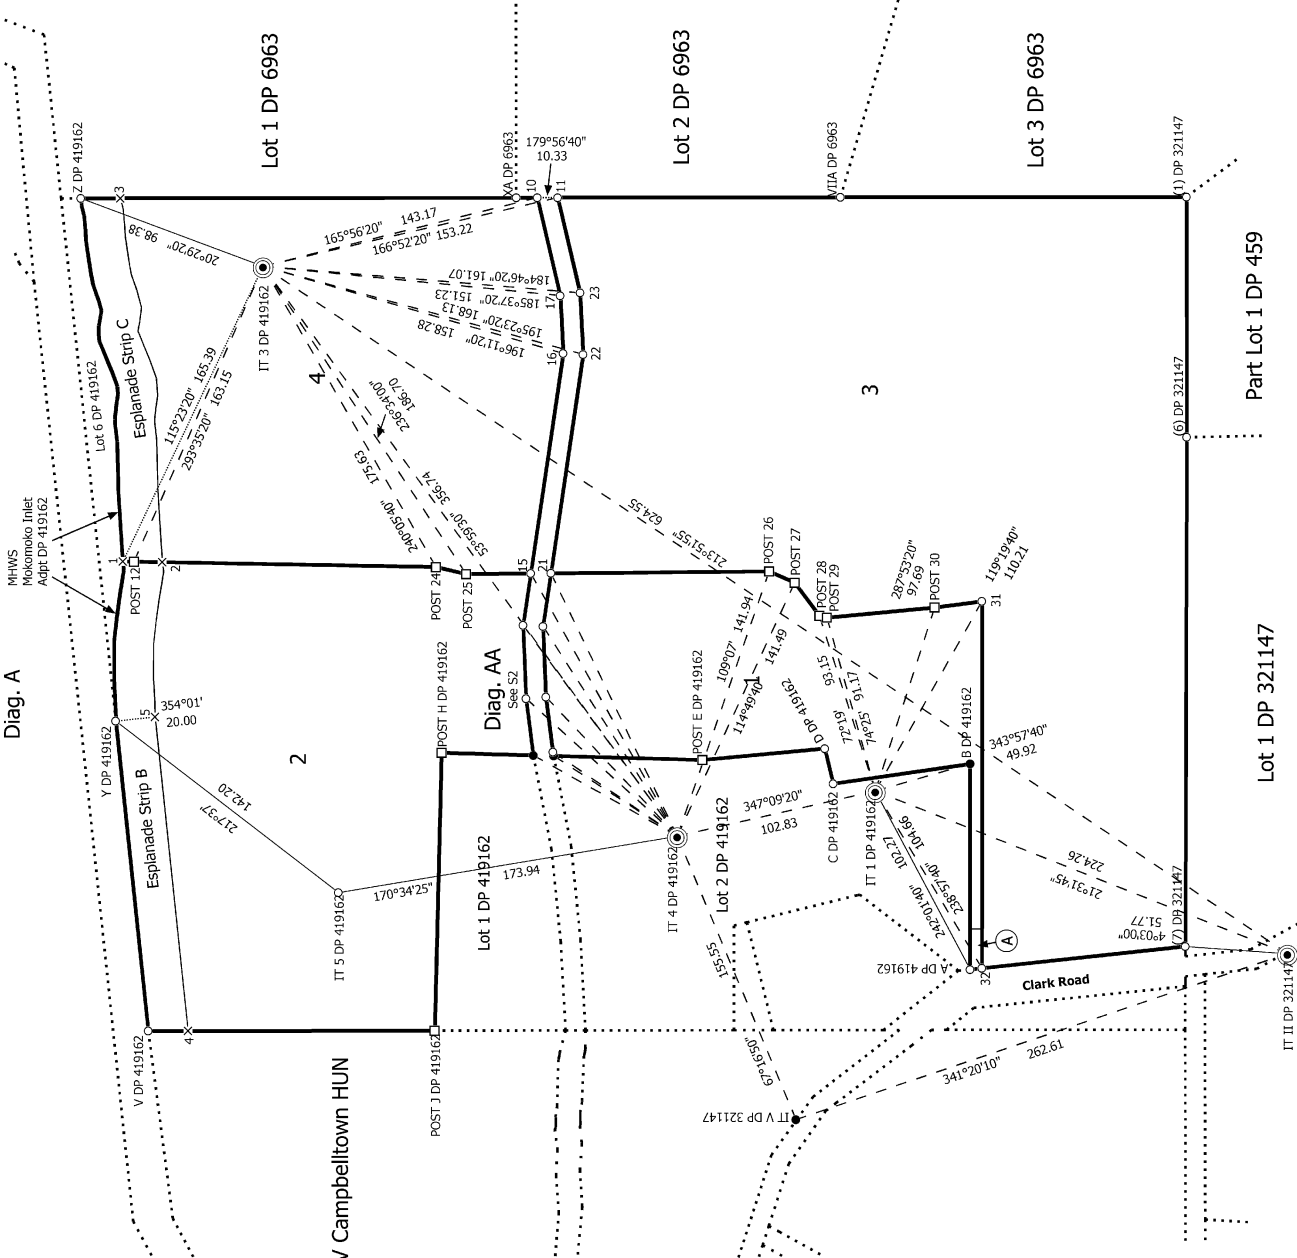 Z DP 419162
3
Lot 1 DP 6963
XA DP 6963
179°56'40"
10.33
10
11
Lot 2 DP 6963
VIIA DP 6963
Lot 3 DP 6963
(1) DP 321147
98.38
20°29'20"
165°56'20" 143.17
166°52'20" 153.22
184°46'20" 161.07
185°37'20" 151.23
195°23'20" 168.13
196°11'20" 158.28
17
23
16
22
IT 3 DP 419162
Esplanade Strip C
Lot 6 DP 419162
115°23'20" 165.39
293°35'20" 163.15
4
236°34'00"
186.70
240°05'40" 175.63
53°59'30" 356.74
3
(6) DP 321147
Part Lot 1 DP 459
MHWS
Mokomoko Inlet
Adpt DP 419162
1
POST 12
2
POST 24
POST 25
15
21
213°51'55" 624.55
POST 26
POST 27
POST 28
POST 29
287°53'20"
97.69
POST 30
119°19'40"
110.21
31
Diag. A
Y DP 419162
5
354°01'
20.00
2
POST H DP 419162
Diag. AA
See S2
POST E DP 419162
109°07' 141.94
114°49'40" 141.49
1
D DP 419162
72°19' 93.15
74°25' 91.17
B DP 419162
343°57'40"
49.92
Lot 1 DP 321147
Esplanade Strip B
217°37' 142.20
347°09'20"
102.83
C DP 419162
IT 1 DP 419162
238°57'40" 104.66
242°01'40" 102.27
21°31'45" 224.26
IT 5 DP 419162
170°34'25" 173.94
Lot 1 DP 419162
IT 4 DP 419162
Lot 2 DP 419162
A DP 419162
32
A
Clark Road
(7) DP 321147
4°03'00"
51.77
IT II DP 321147
V DP 419162
4
POST J DP 419162
67°16'50" 155.55
IT V DP 321147
341°20'10" 262.61
V Campbelltown HUN